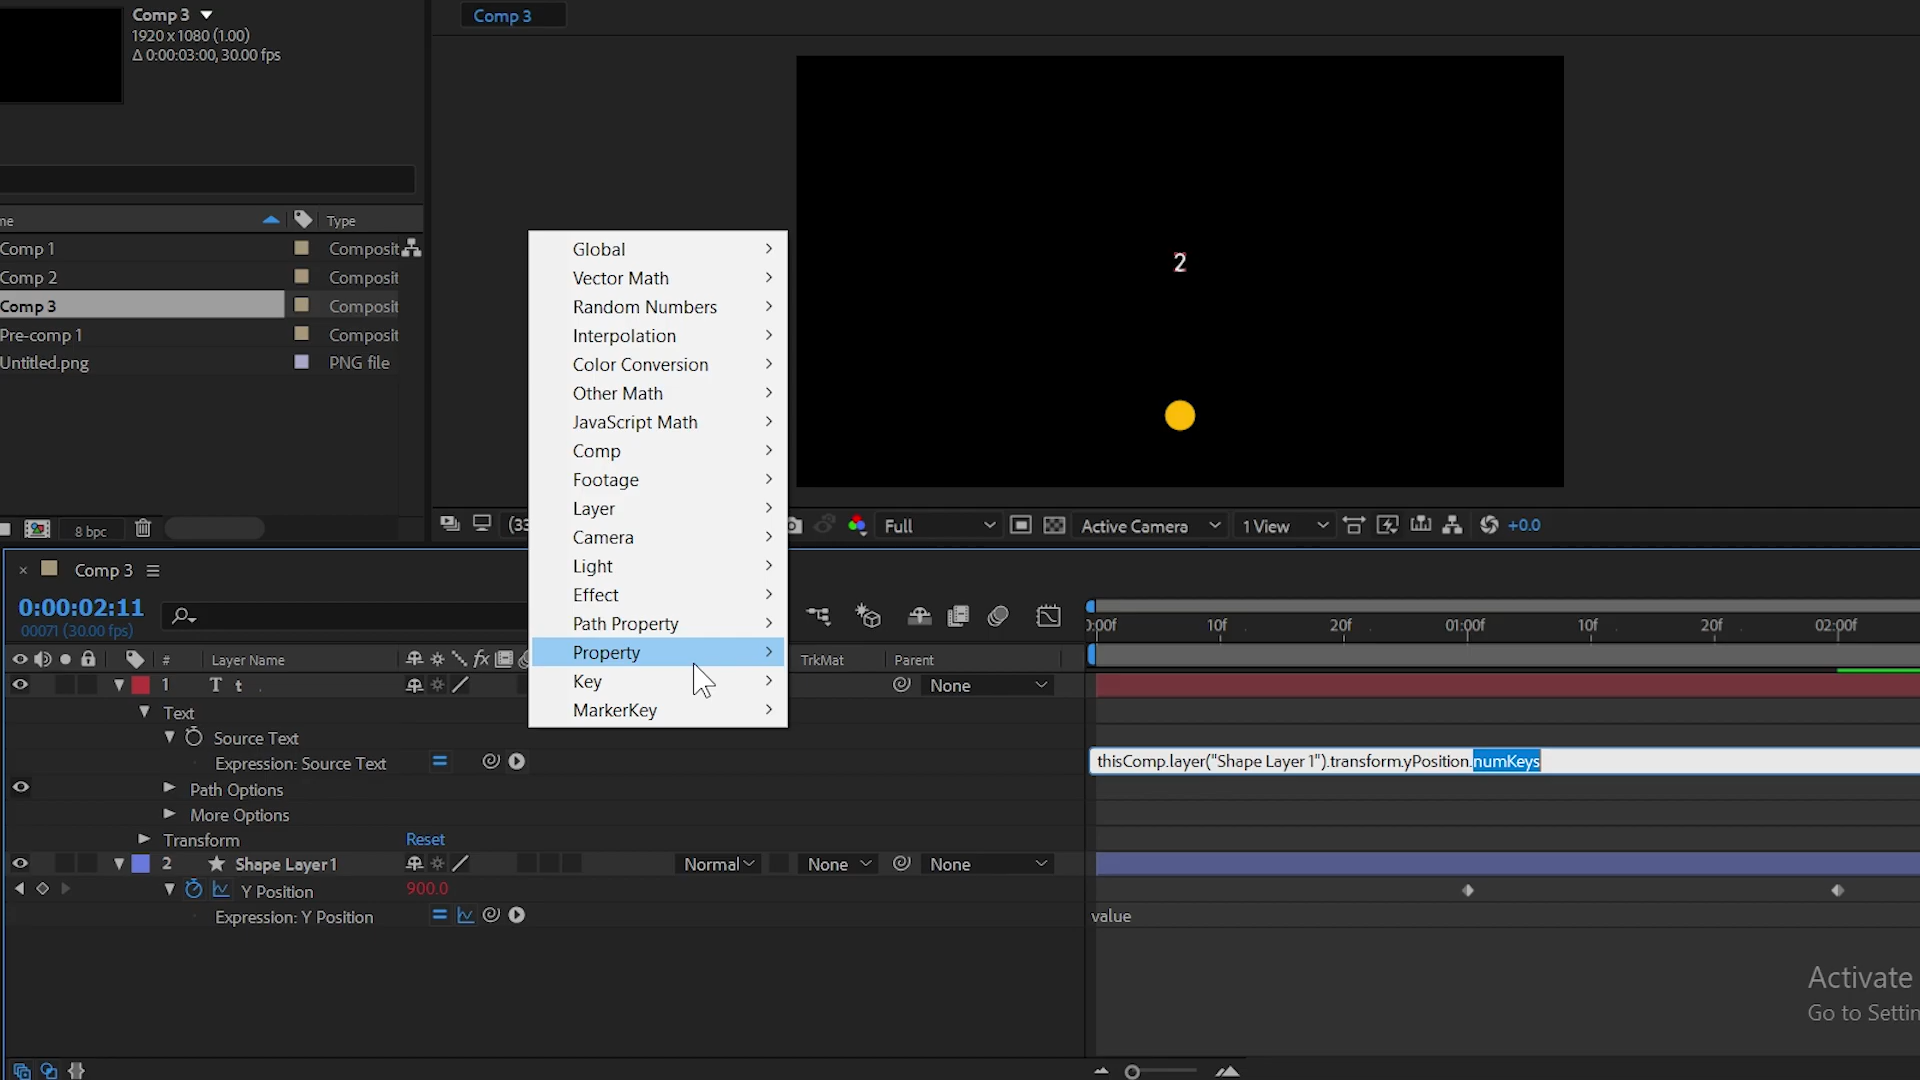 Comp 3
1920 x 1080 (1.00)
Δ 0:00:03:00, 30.00 fps
Comp 3
2
Type
Comp 1
Composit
Comp 2
Composit
Comp 3
Composit
Pre-comp 1
Composit
Untitled.png
PNG file
8 bpc
Global
Vector Math
Random Numbers
Interpolation
Color Conversion
Other Math
JavaScript Math
Comp
Footage
Layer
Camera
Light
Effect
Path Property
Property
Key
MarkerKey
(33
Full
Active Camera
1 View
+0.0
Comp 3
0:00:02:11
00071 (30.00 fps)
# Layer Name
TrkMat
Parent
:00f
10f
20f
01:00f
10f
20f
02:00f
1 T t
None
Text
Source Text
Expression: Source Text
thisComp.layer("Shape Layer 1").transform.yPosition.numKeys
Path Options
More Options
Transform
Reset
2 Shape Layer 1
Normal
None
None
Y Position
900.0
Expression: Y Position
value
Activate
Go to Settin